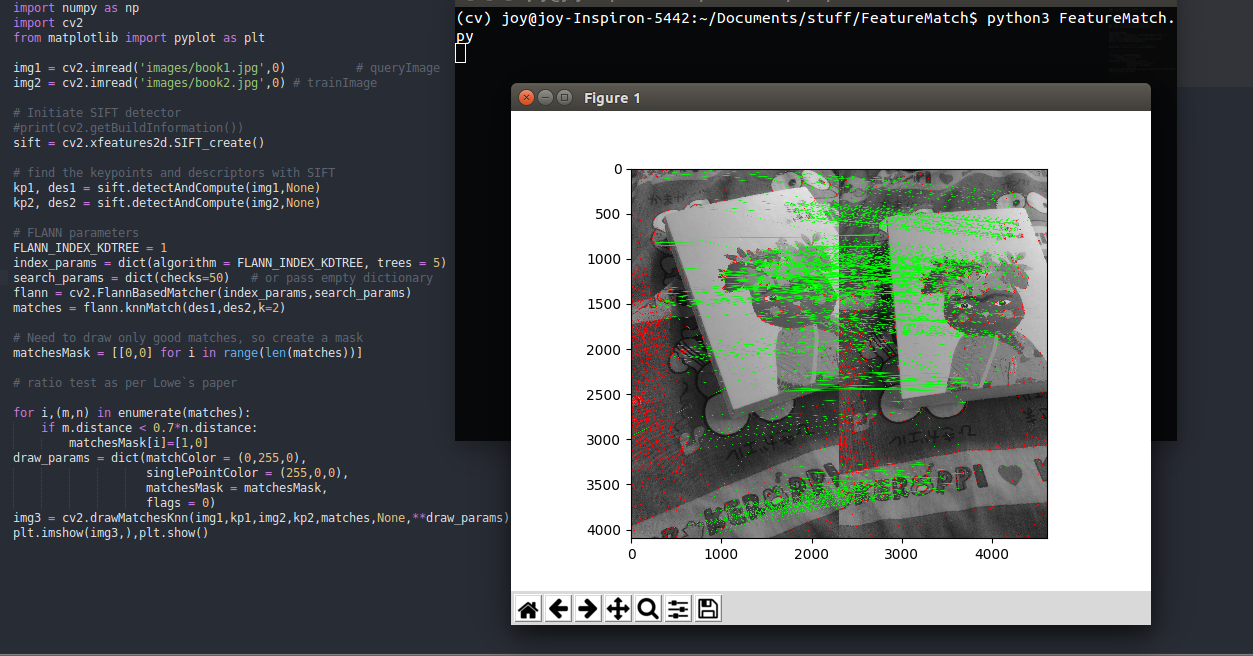 import numpy as np
import cv2
from matplotlib import pyplot as plt
img1 = cv2.imread('images/book1.jpg',0)          # queryImage
img2 = cv2.imread('images/book2.jpg',0) # trainImage
# Initiate SIFT detector
#print(cv2.getBuildInformation())
sift = cv2.xfeatures2d.SIFT_create()
# find the keypoints and descriptors with SIFT
kp1, des1 = sift.detectAndCompute(img1,None)
kp2, des2 = sift.detectAndCompute(img2,None)
# FLANN parameters
FLANN_INDEX_KDTREE = 1
index_params = dict(algorithm = FLANN_INDEX_KDTREE, trees = 5)
search_params = dict(checks=50)   # or pass empty dictionary
flann = cv2.FlannBasedMatcher(index_params,search_params)
matches = flann.knnMatch(des1,des2,k=2)
# Need to draw only good matches, so create a mask
matchesMask = [[0,0] for i in range(len(matches))]
# ratio test as per Lowe`s paper
for i,(m,n) in enumerate(matches):
    if m.distance < 0.7*n.distance:
        matchesMask[i]=[1,0]
draw_params = dict(matchColor = (0,255,0),
                   singlePointColor = (255,0,0),
                   matchesMask = matchesMask,
                   flags = 0)
img3 = cv2.drawMatchesKnn(img1,kp1,img2,kp2,matches,None,**draw_params)
plt.imshow(img3,),plt.show()
(cv) joy@joy-Inspiron-5442:~/Documents/stuff/FeatureMatch$ python3 FeatureMatch.
py
Figure 1
0
500
1000
1500
2000
2500
3000
3500
4000
0
1000
2000
3000
4000